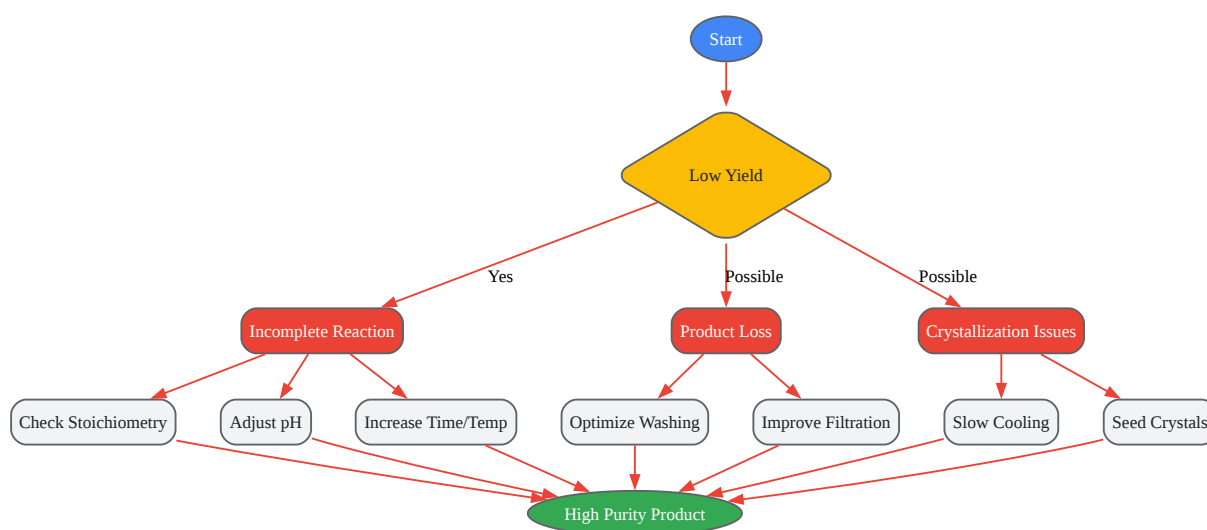 Start
Low Yield
Yes
Possible
Possible
Incomplete Reaction
Product Loss
Crystallization Issues
Check Stoichiometry
Adjust pH
Increase Time/Temp
Optimize Washing
Improve Filtration
Slow Cooling
Seed Crystals
High Purity Product